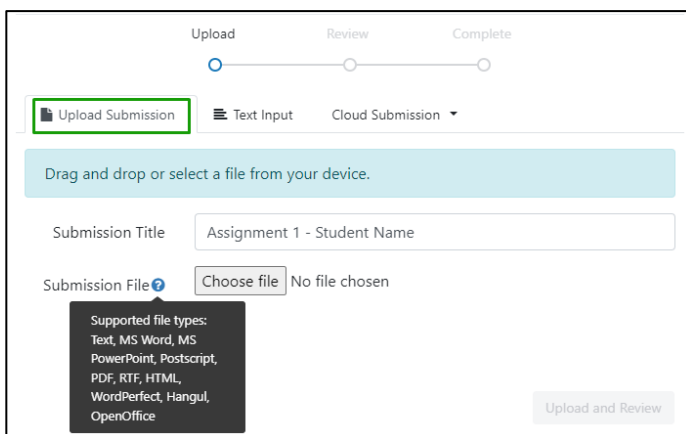 Upload Review Complete
Upload Submission Text Input Cloud Submission
Drag and drop or select a file from your device.
Submission Title Assignment 1 - Student Name
Submission File Choose file No file chosen
Supported file types:
Text, MS Word, MS
PowerPoint, Postscript,
PDF, RTF, HTML,
WordPerfect, Hangul,
OpenOffice
Upload and Review